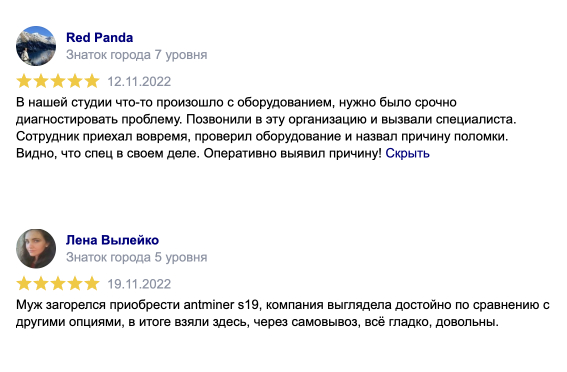 Red Panda
Знаток города 7 уровня
12.11.2022
В нашей студии что-то произошло с оборудованием, нужно было срочно
диагностировать проблему. Позвонили в эту организацию и вызвали специалиста.
Сотрудник приехал вовремя, проверил оборудование и назвал причину поломки.
Видно, что спец в своем деле. Оперативно выявил причину! Скрыть
Лена Вылейко
Знаток города 5 уровня
19.11.2022
Муж загорелся приобрести antminer s19, компания выглядела достойно по сравнению с
другими опциями, в итоге взяли здесь, через самовывоз, всё гладко, довольны.